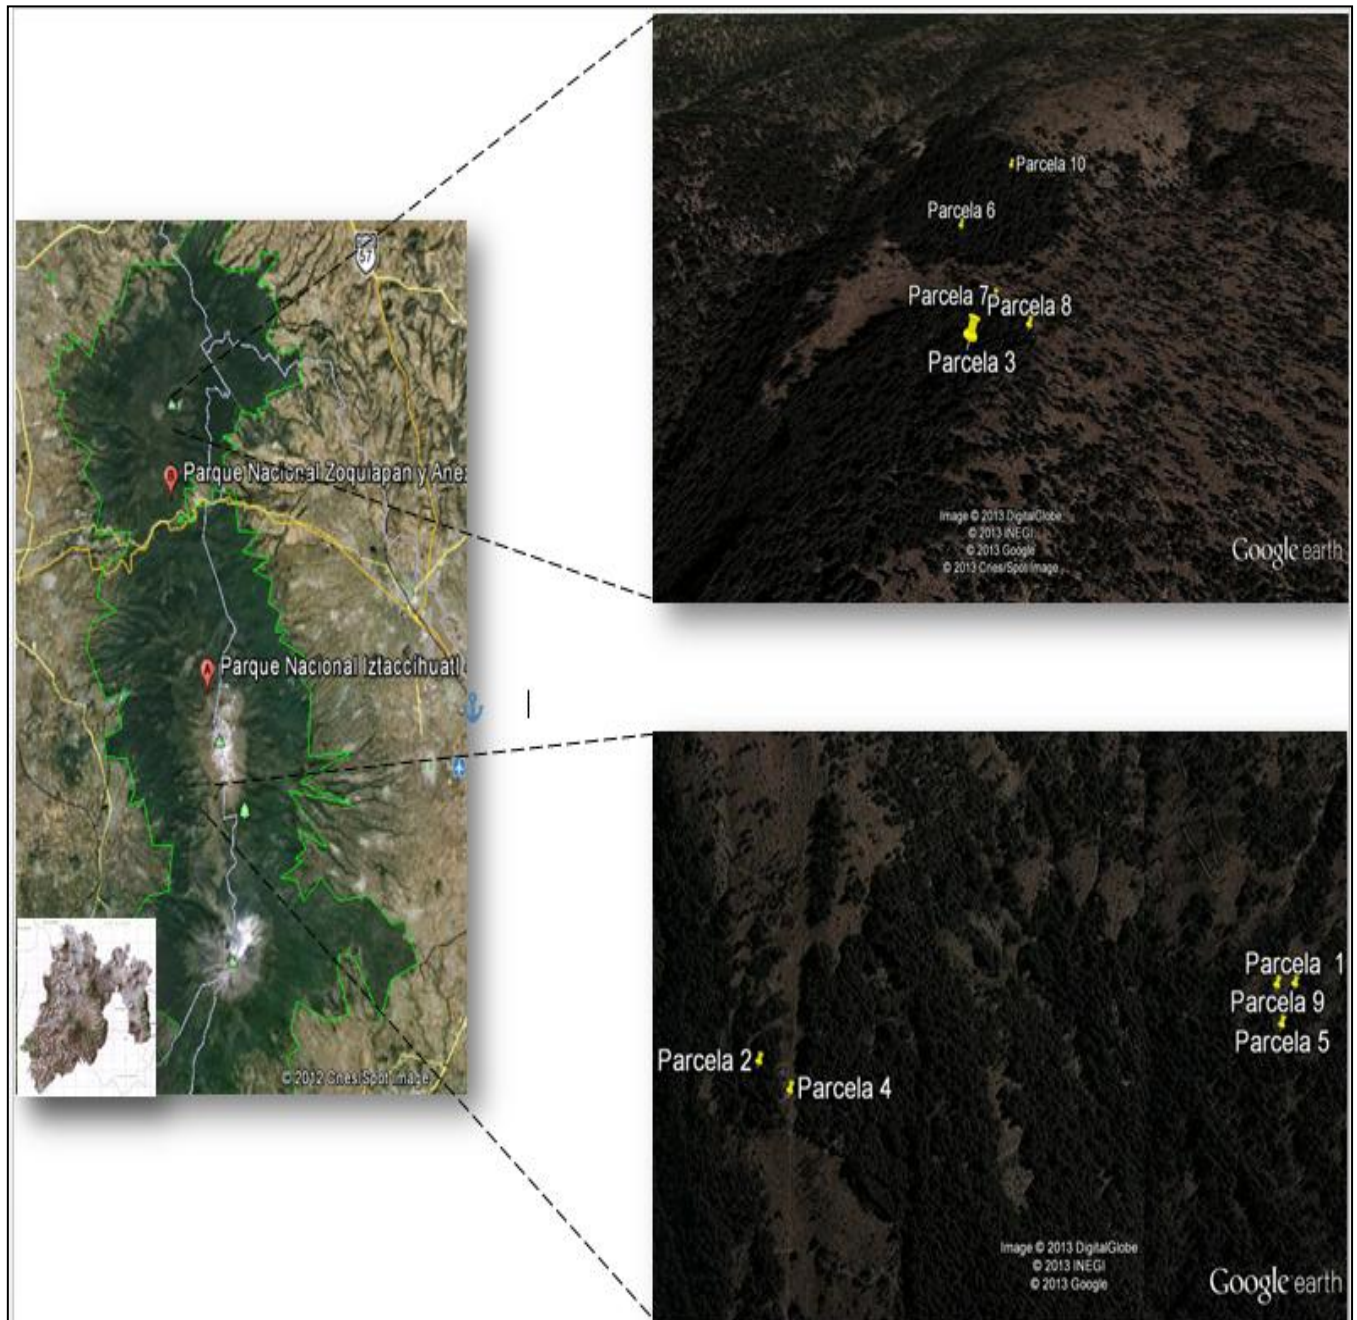 57
B Parque Nacional Zoquiapan y Anex
A Parque Nacional Iztaccihuatl
© 2012 Cnes/Spot Image
Parcela 10
Parcela 6
Parcela 7
Parcela 8
Parcela 3
Image © 2013 DigitalGlobe
© 2013 INEGI
© 2013 Google
© 2013 Cnes/Spot Image
Google earth
Parcela 1
Parcela 9
Parcela 5
Parcela 2
Parcela 4
Image © 2013 DigitalGlobe
© 2013 INEGI
© 2013 Google
Google earth